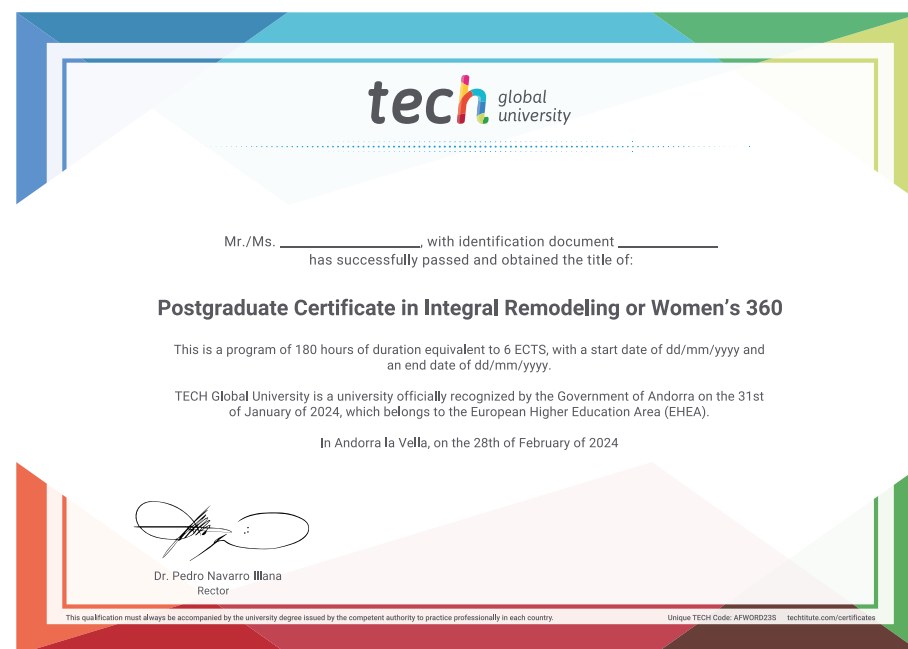 tech global
university
Mr./Ms. ____________________, with identification document ______________
has successfully passed and obtained the title of:
Postgraduate Certificate in Integral Remodeling or Women’s 360
This is a program of 180 hours of duration equivalent to 6 ECTS, with a start date of dd/mm/yyyy and
an end date of dd/mm/yyyy.
TECH Global University is a university officially recognized by the Government of Andorra on the 31st
of January of 2024, which belongs to the European Higher Education Area (EHEA).
In Andorra la Vella, on the 28th of February of 2024
Dr. Pedro Navarro Illana
Rector
This qualification must always be accompanied by the university degree issued by the competent authority to practice professionally in each country. Unique TECH Code: AFWORD23S techtitute.com/certificates